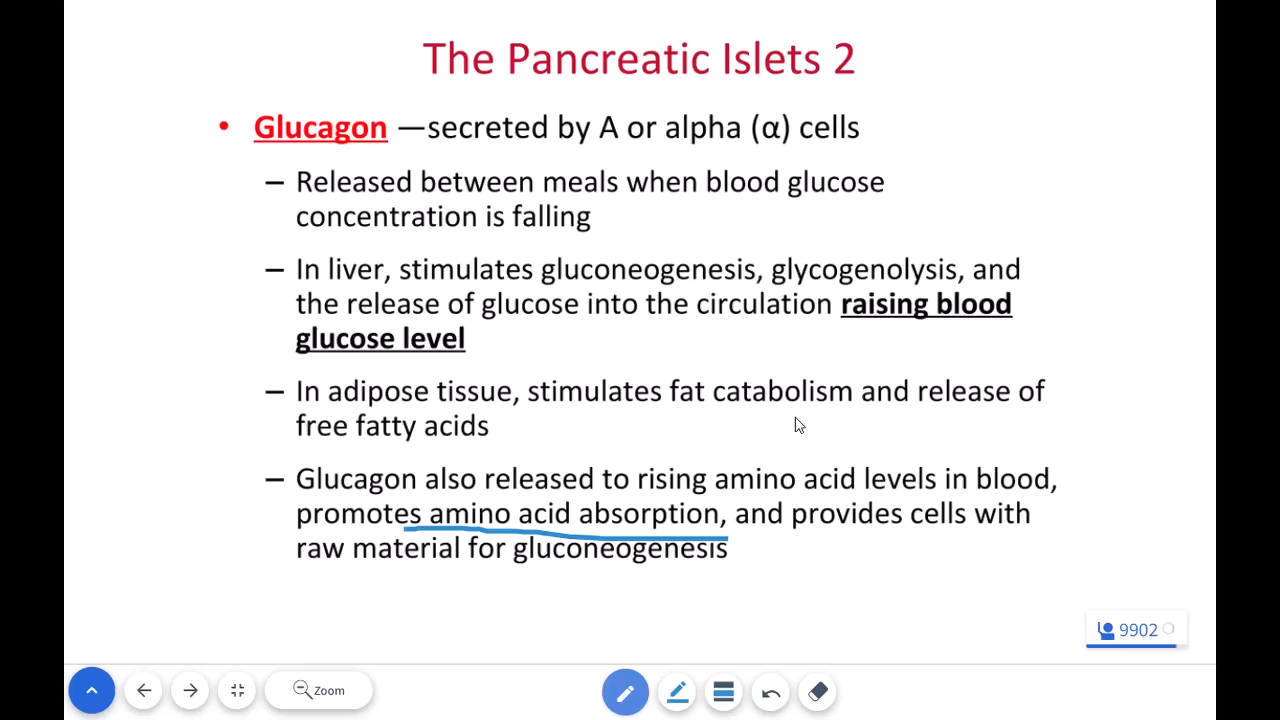 The Pancreatic Islets 2
• Glucagon —secreted by A or alpha (α) cells
– Released between meals when blood glucose
concentration is falling
– In liver, stimulates gluconeogenesis, glycogenolysis, and
the release of glucose into the circulation raising blood
glucose level
– In adipose tissue, stimulates fat catabolism and release of
free fatty acids
– Glucagon also released to rising amino acid levels in blood,
promotes amino acid absorption, and provides cells with
raw material for gluconeogenesis
9902
Zoom